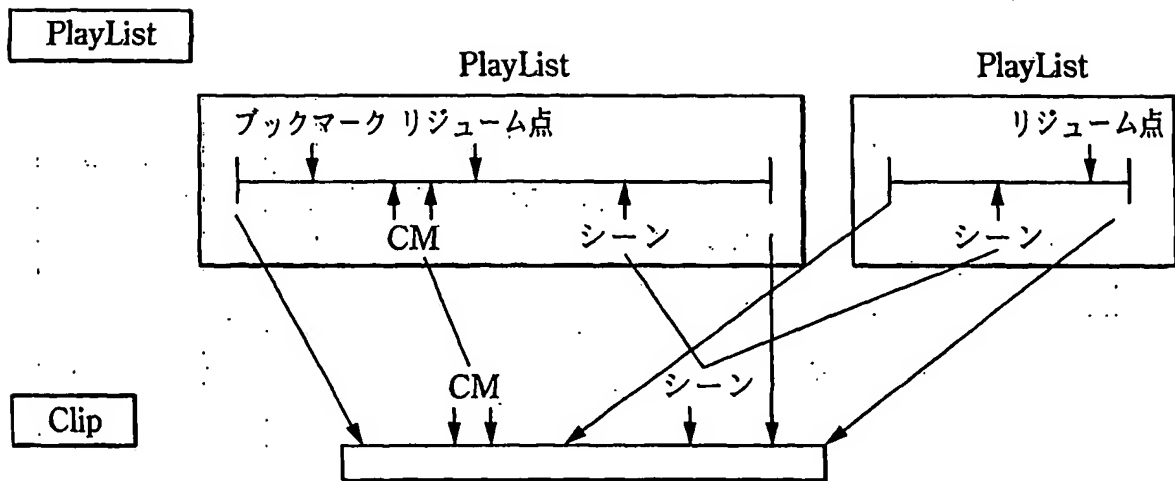 PlayList
PlayList PlayList
ブックマーク リジューム点 リジューム点
CM シーン シーン
CM シーン
Clip